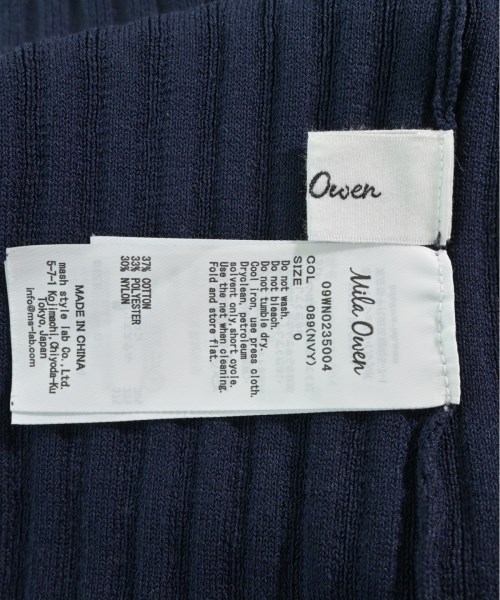 Owen
Mila Owen
09WN0235004
COL 089(NVY)
SIZE 0
Do not wash.
Do not bleach.
Do not tumble dry.
Cool iron, use press cloth.
Dryclean, petroleum
solvent only, short cycle.
Use the net when cleaning.
Fold and store flat.
37% COTTON
33% POLYESTER
30% NYLON
MADE IN CHINA
mash style lab Co., Ltd.
5-7-1 Kojimachi, Chiyoda-Ku
Tokyo, Japan
info@ms-lab.com